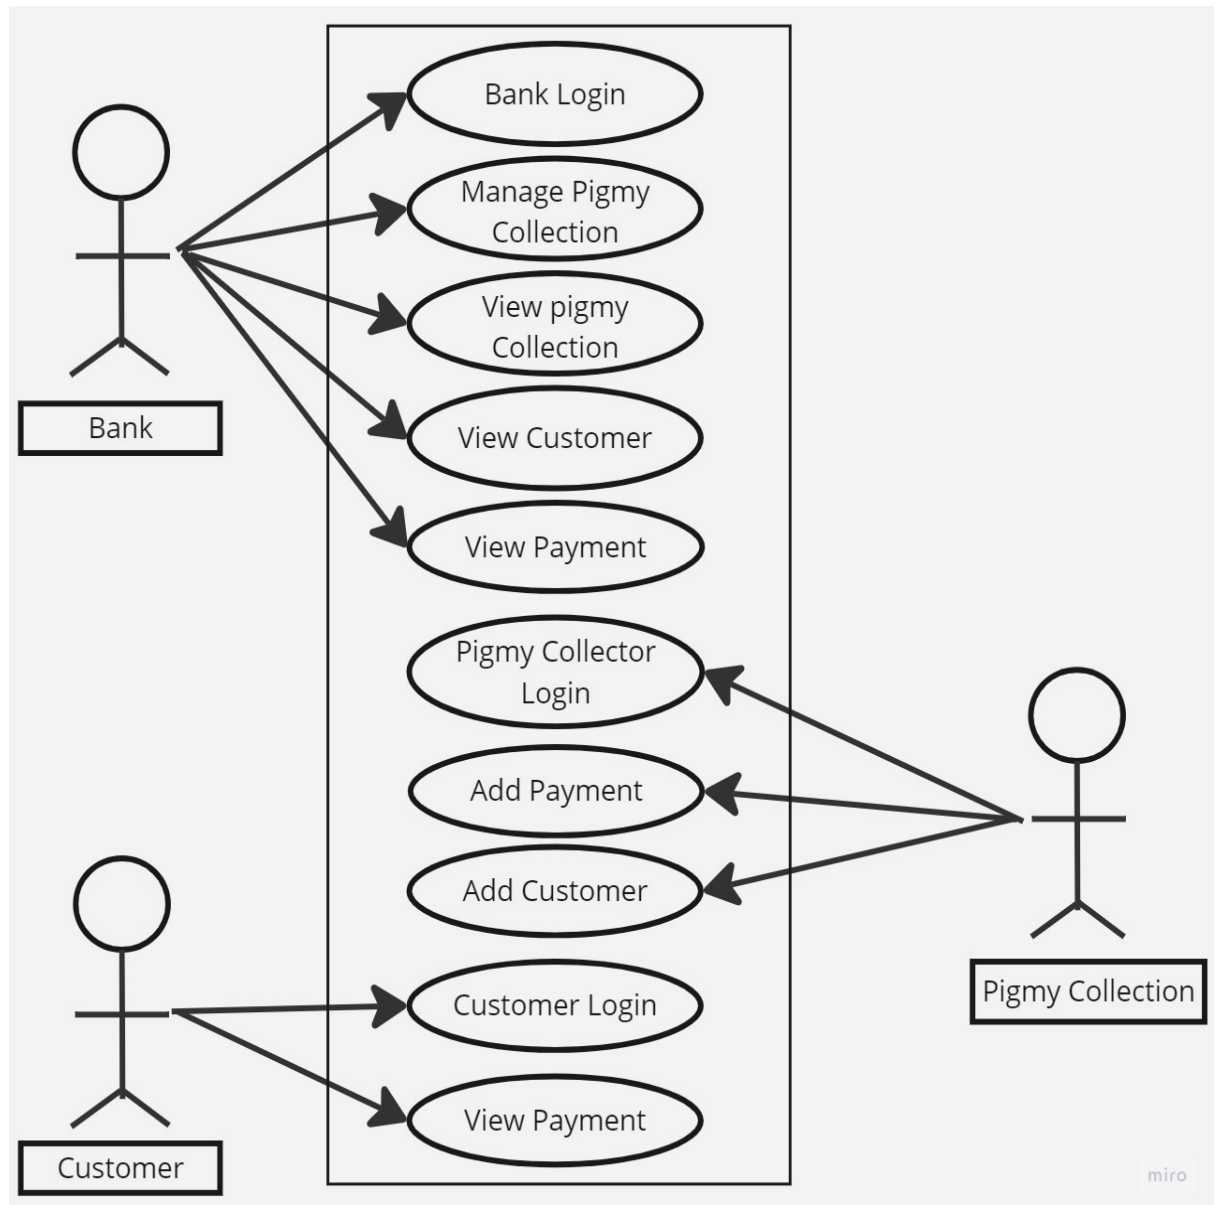 Bank Login
Manage Pigmy
Collection
View pigmy
Collection
Bank
View Customer
View Payment
Pigmy Collector
Login
Add Payment
Add Customer
Pigmy Collection
Customer Login
View Payment
Customer
miro